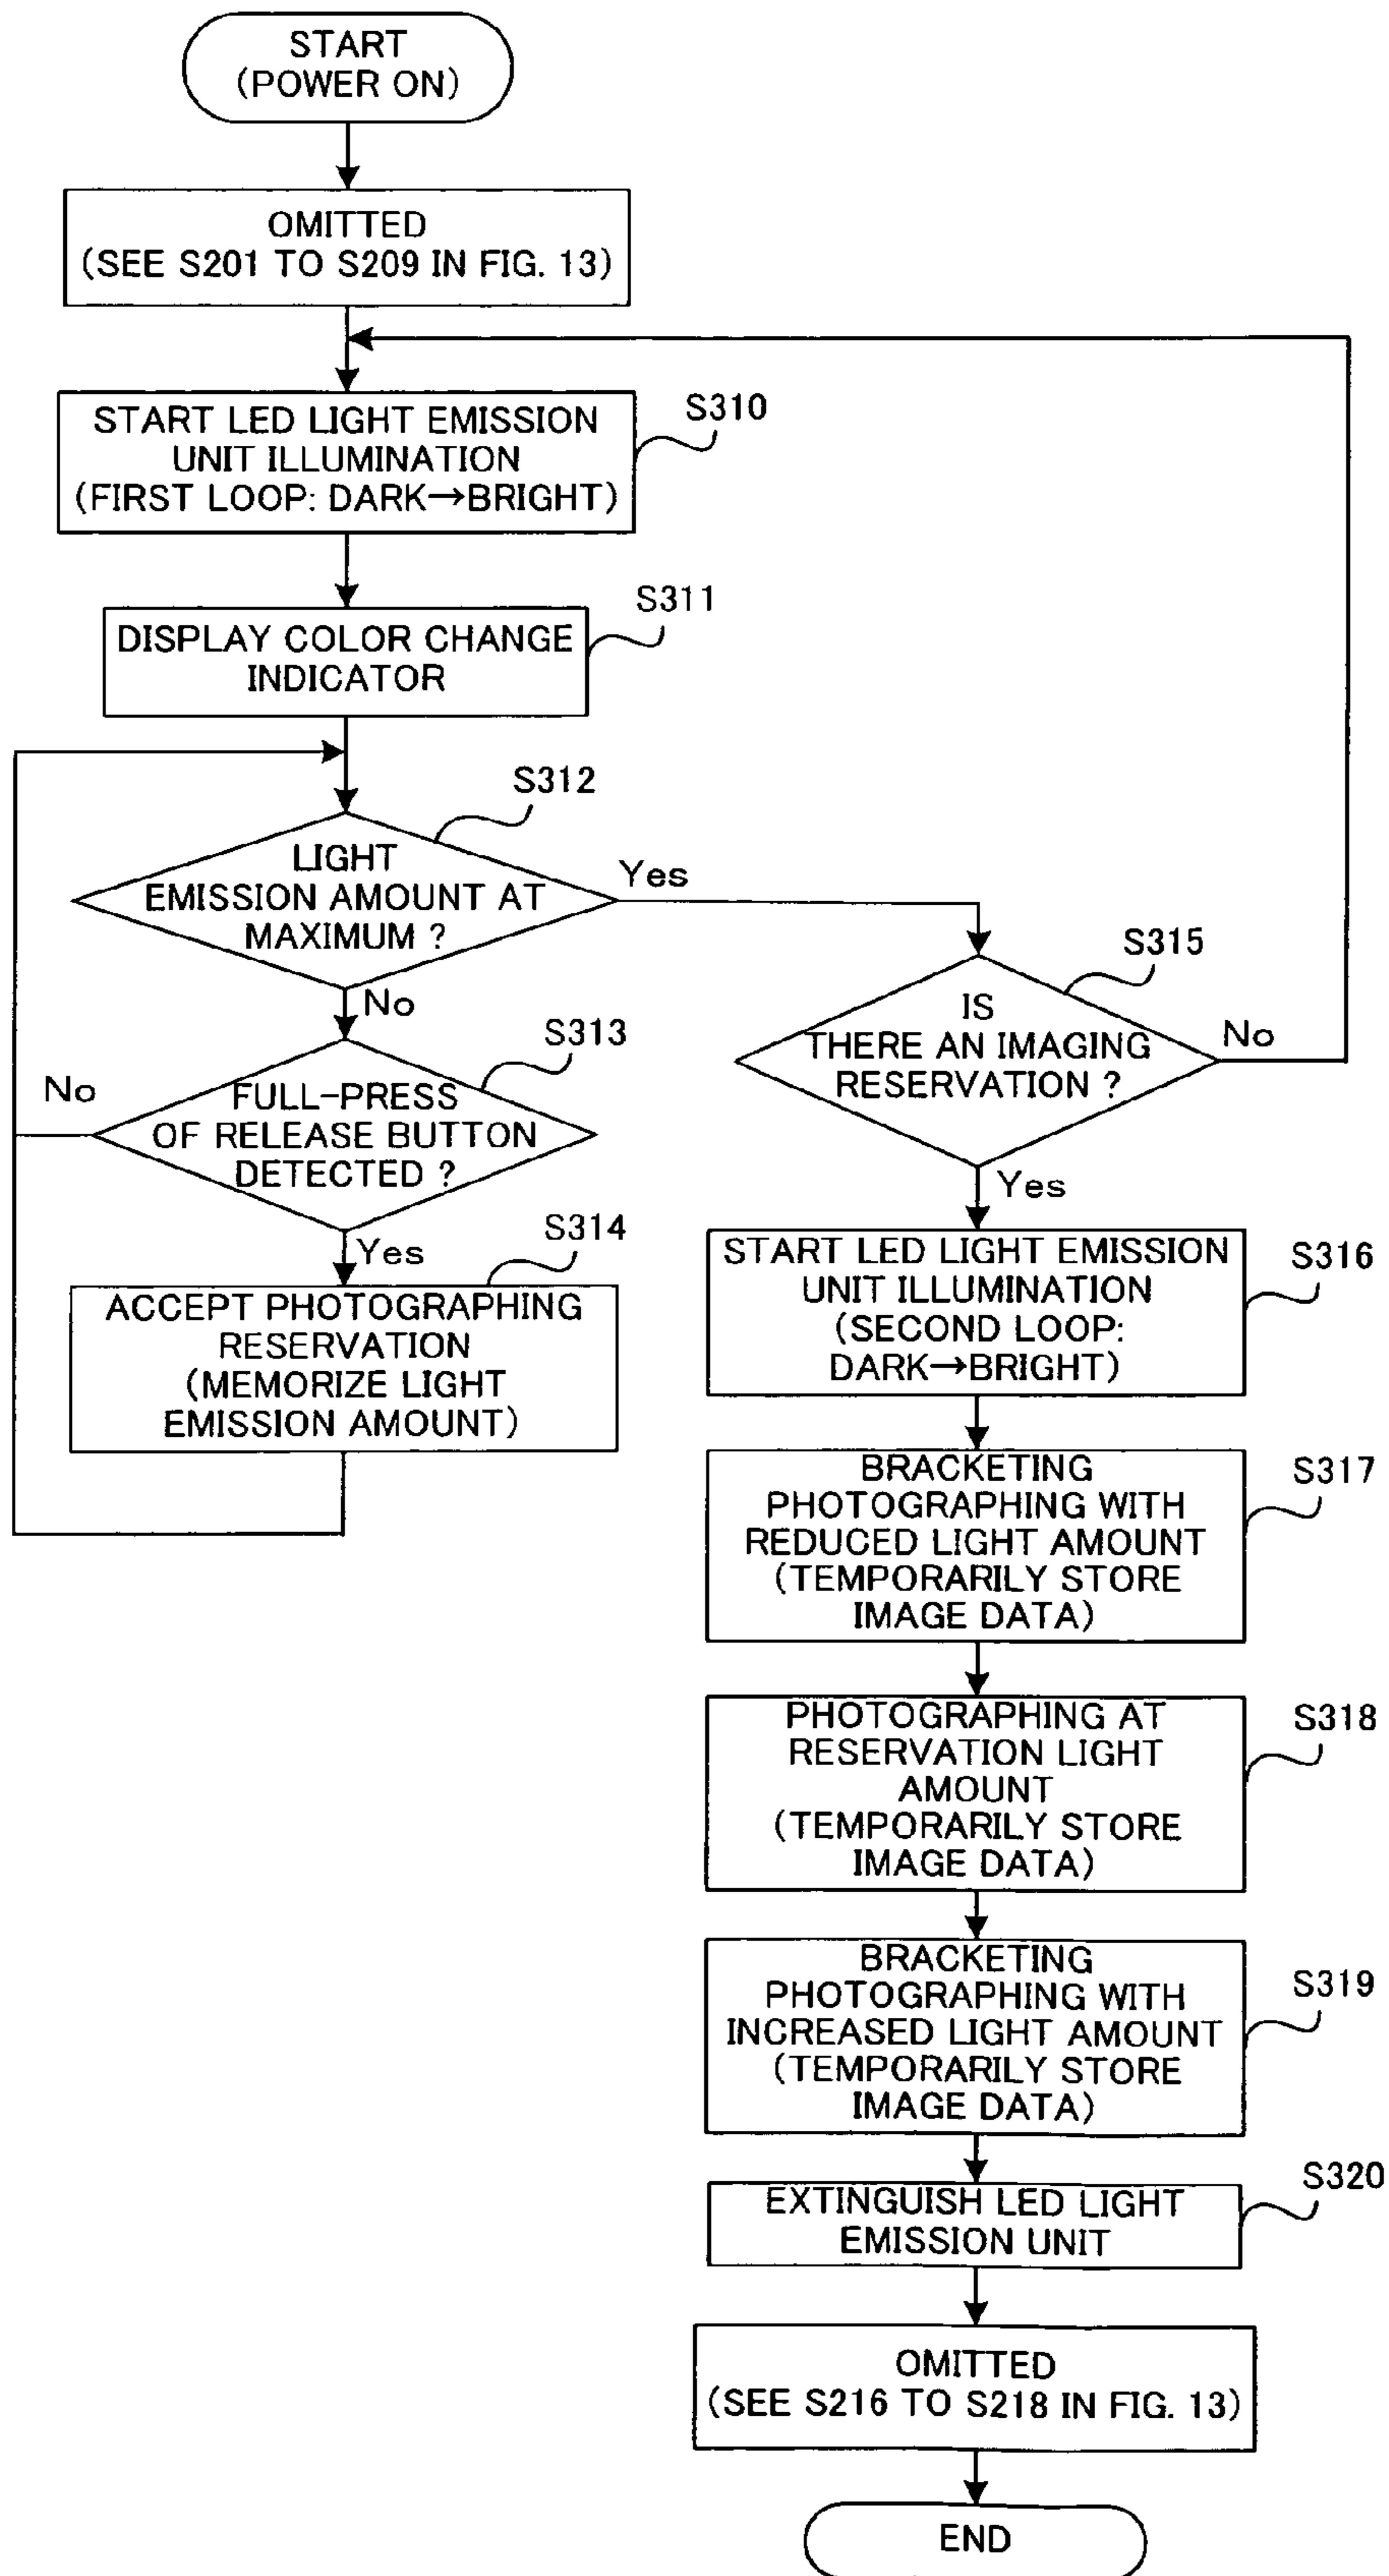 START
(POWER ON)
OMITTED
(SEE S201 TO S209 IN FIG. 13)
S310
START LED LIGHT EMISSION
UNIT ILLUMINATION
(FIRST LOOP: DARK→BRIGHT)
S311
DISPLAY COLOR CHANGE
INDICATOR
S312
LIGHT
EMISSION AMOUNT AT
MAXIMUM ?
Yes
No
S313
FULL-PRESS
OF RELEASE BUTTON
DETECTED ?
No
Yes
S314
ACCEPT PHOTOGRAPHING
RESERVATION
(MEMORIZE LIGHT
EMISSION AMOUNT)
S315
IS
THERE AN IMAGING
RESERVATION ?
No
Yes
S316
START LED LIGHT EMISSION
UNIT ILLUMINATION
(SECOND LOOP:
DARK→BRIGHT)
S317
BRACKETING
PHOTOGRAPHING WITH
REDUCED LIGHT AMOUNT
(TEMPORARILY STORE
IMAGE DATA)
S318
PHOTOGRAPHING AT
RESERVATION LIGHT
AMOUNT
(TEMPORARILY STORE
IMAGE DATA)
S319
BRACKETING
PHOTOGRAPHING WITH
INCREASED LIGHT AMOUNT
(TEMPORARILY STORE
IMAGE DATA)
S320
EXTINGUISH LED LIGHT
EMISSION UNIT
OMITTED
(SEE S216 TO S218 IN FIG. 13)
END